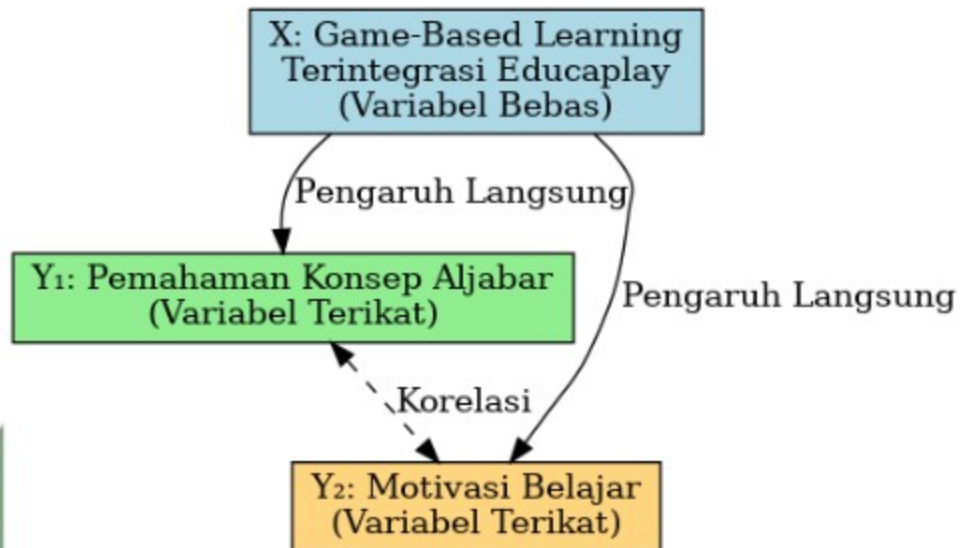 X: Game-Based Learning
Terintegrasi Educaplay
(Variabel Bebas)
Pengaruh Langsung
Y₁: Pemahaman Konsep Aljabar
(Variabel Terikat)
Pengaruh Langsung
Korelasi
Y₂: Motivasi Belajar
(Variabel Terikat)